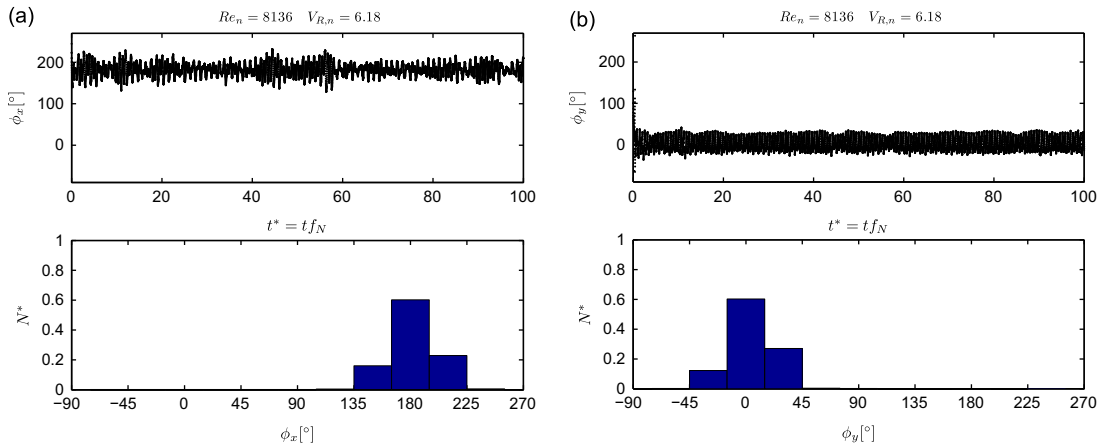 (a)
Re_n = 8136 V_{R,n} = 6.18
200
100
0
ϕ_x[°]
0 20 40 60 80 100
t* = tf_N
1
0.8
0.6
0.4
0.2
0
N*
−90 −45 0 45 90 135 180 225 270
ϕ_x[°]
(b)
Re_n = 8136 V_{R,n} = 6.18
200
100
0
ϕ_y[°]
0 20 40 60 80 100
t* = tf_N
1
0.8
0.6
0.4
0.2
0
N*
−90 −45 0 45 90 135 180 225 270
ϕ_y[°]